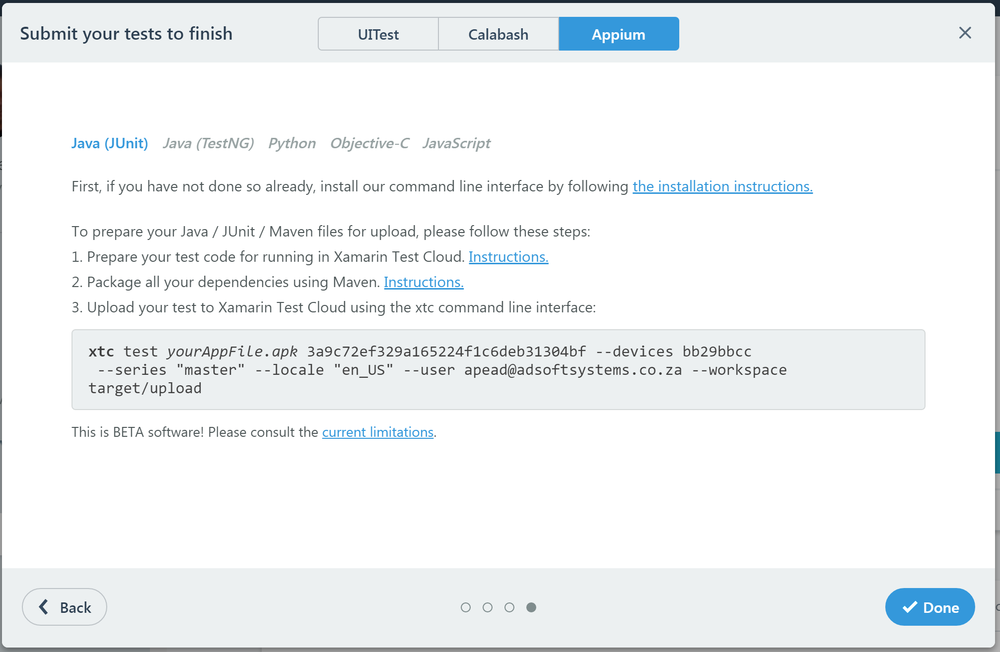 Submit your tests to finish
UITest
Calabash
Appium
Java (JUnit) Java (TestNG) Python Objective-C JavaScript
First, if you have not done so already, install our command line interface by following the installation instructions.
To prepare your Java / JUnit / Maven files for upload, please follow these steps:
1. Prepare your test code for running in Xamarin Test Cloud. Instructions.
2. Package all your dependencies using Maven. Instructions.
3. Upload your test to Xamarin Test Cloud using the xtc command line interface:
xtc test yourAppFile.apk 3a9c72ef329a165224f1c6deb31304bf --devices bb29bbcc
--series "master" --locale "en_US" --user apead@adsoftsystems.co.za --workspace
target/upload
This is BETA software! Please consult the current limitations.
Back
Done